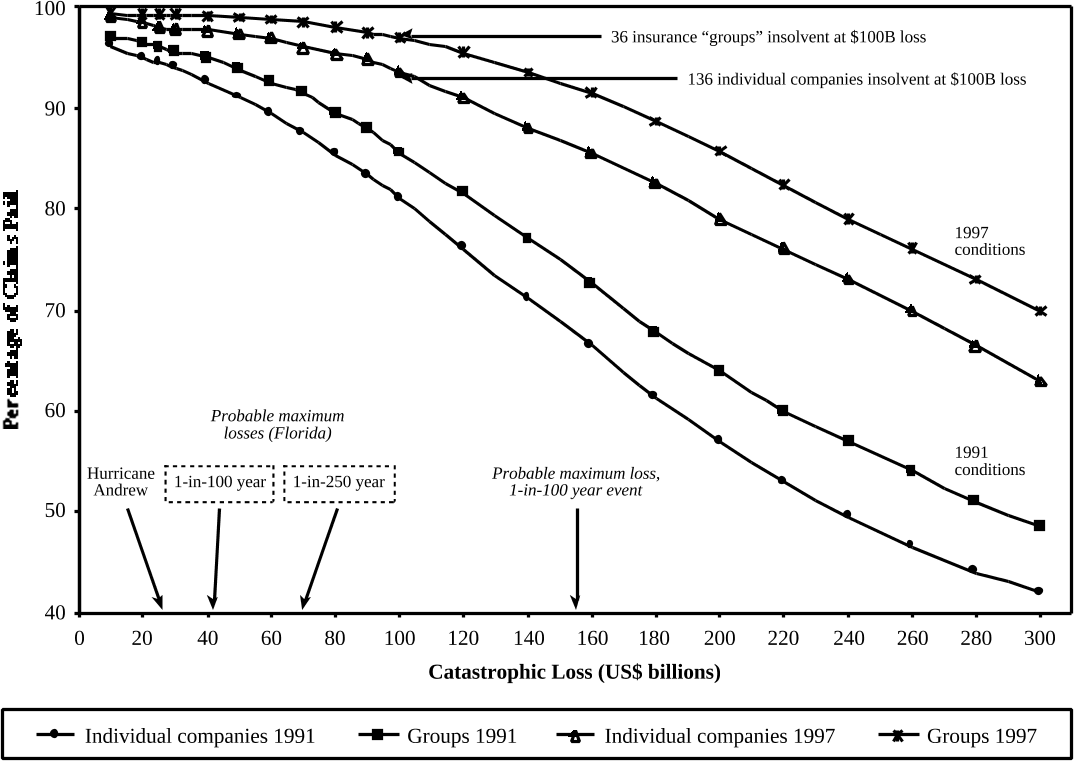 100
90
80
70
60
50
40
Percentage of Claims Paid
36 insurance “groups” insolvent at $100B loss
136 individual companies insolvent at $100B loss
1997
conditions
1991
conditions
Probable maximum
losses (Florida)
Hurricane
Andrew
1-in-100 year
1-in-250 year
Probable maximum loss,
1-in-100 year event
0 20 40 60 80 100 120 140 160 180 200 220 240 260 280 300
Catastrophic Loss (US$ billions)
Individual companies 1991 Groups 1991 Individual companies 1997 Groups 1997